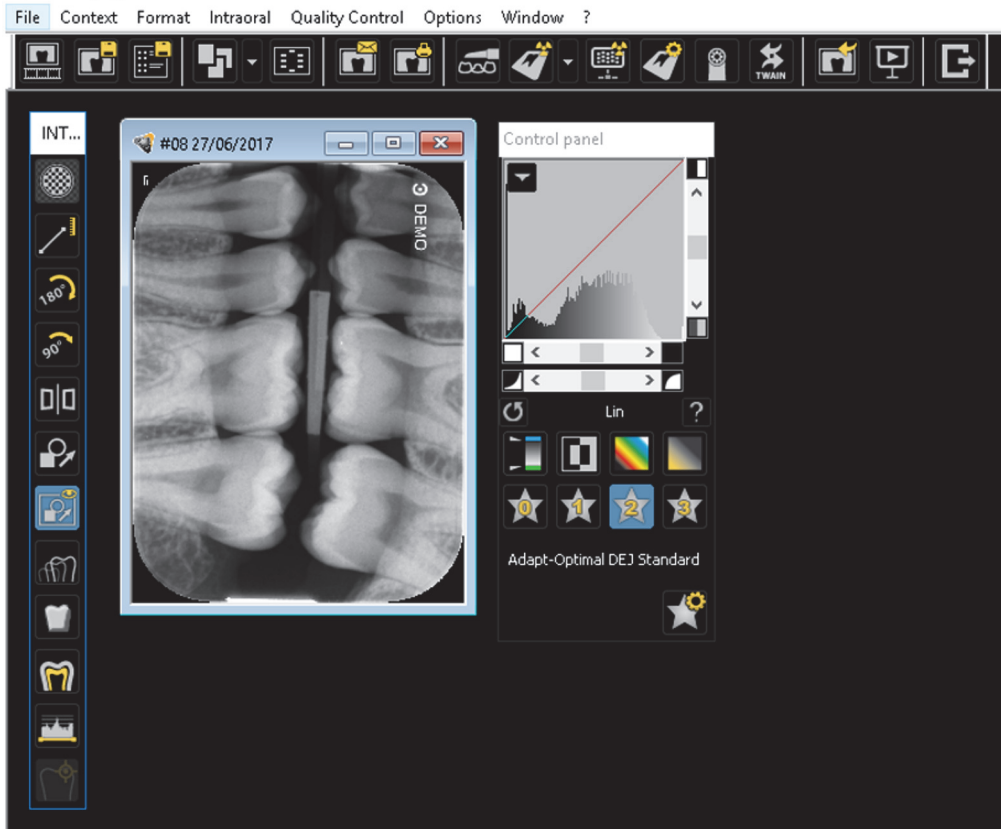 File Context Format Intraoral Quality Control Options Window ?
TWAIN
INT...
180°
90°
#08 27/06/2017
DEMO
Control panel
Lin
?
0 1 2 3
Adapt-Optimal DEJ Standard